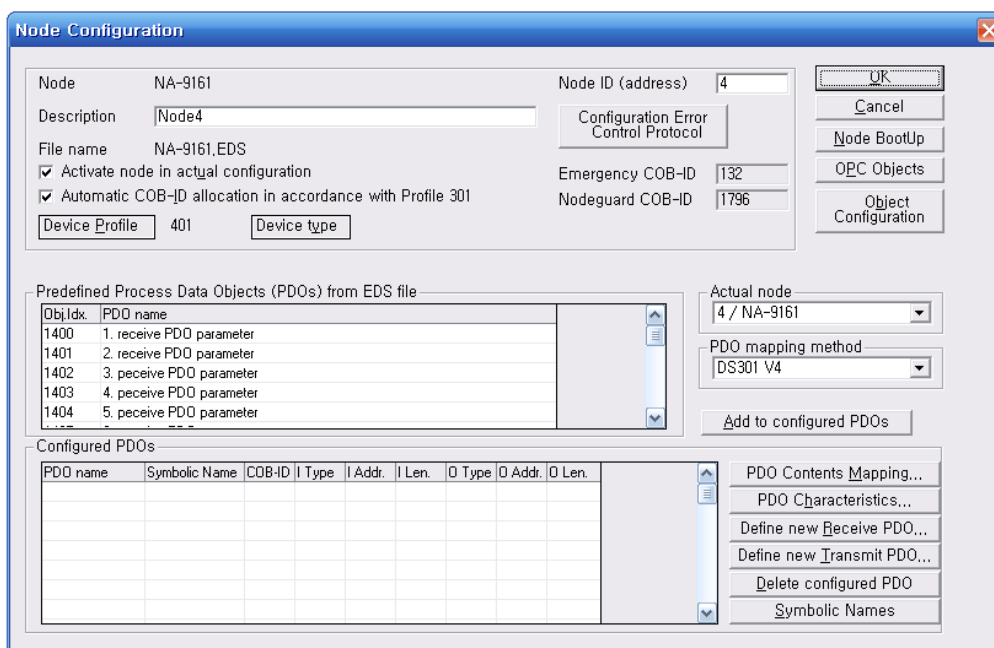 Node Configuration
Node NA-9161 Node ID (address) 4
OK
Description Node4
Configuration Error
Control Protocol
Cancel
File name NA-9161,EDS
Node BootUp
Activate node in actual configuration
Emergency COB-ID 132
OPC Objects
Automatic COB-ID allocation in accordance with Profile 301
Nodeguard COB-ID 1796
Object
Configuration
Device Profile 401 Device type
Predefined Process Data Objects (PDOs) from EDS file
Obj.Idx. PDO name
1400 1. receive PDO parameter
1401 2. receive PDO parameter
1402 3. peceive PDO parameter
1403 4. peceive PDO parameter
1404 5. peceive PDO parameter
Actual node
4 / NA-9161
PDO mapping method
DS301 V4
Add to configured PDOs
Configured PDOs
PDO name Symbolic Name COB-ID I Type I Addr. I Len. O Type O Addr. O Len.
PDO Contents Mapping...
PDO Characteristics...
Define new Receive PDO...
Define new Transmit PDO...
Delete configured PDO
Symbolic Names